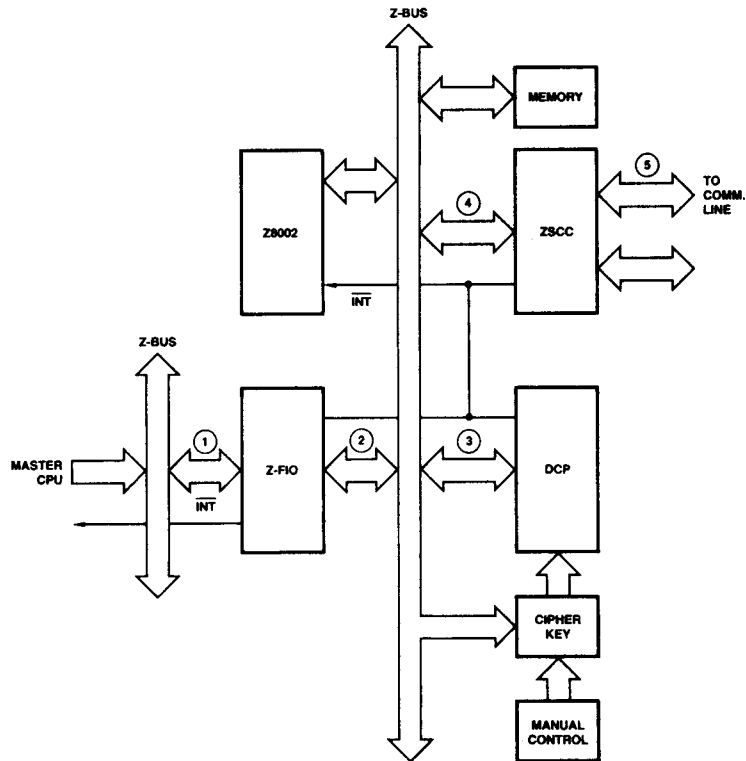 Z-BUS
MEMORY
5
TO
COMM.
LINE
4
Z8002
ZSCC
INT
Z-BUS
1
2
3
MASTER
CPU
Z-FIO
DCP
INT
CIPHER
KEY
MANUAL
CONTROL